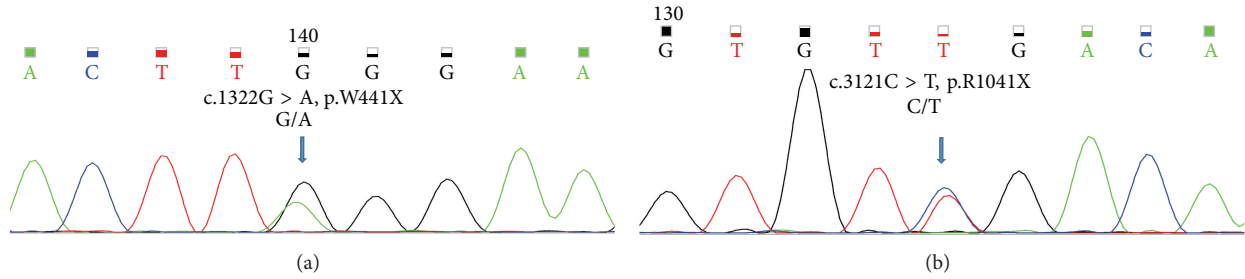 140
A C T T G G G A A
c.1322G > A, p.W441X
G/A
(a)
130
G T G T T G A C A
c.3121C > T, p.R1041X
C/T
(b)